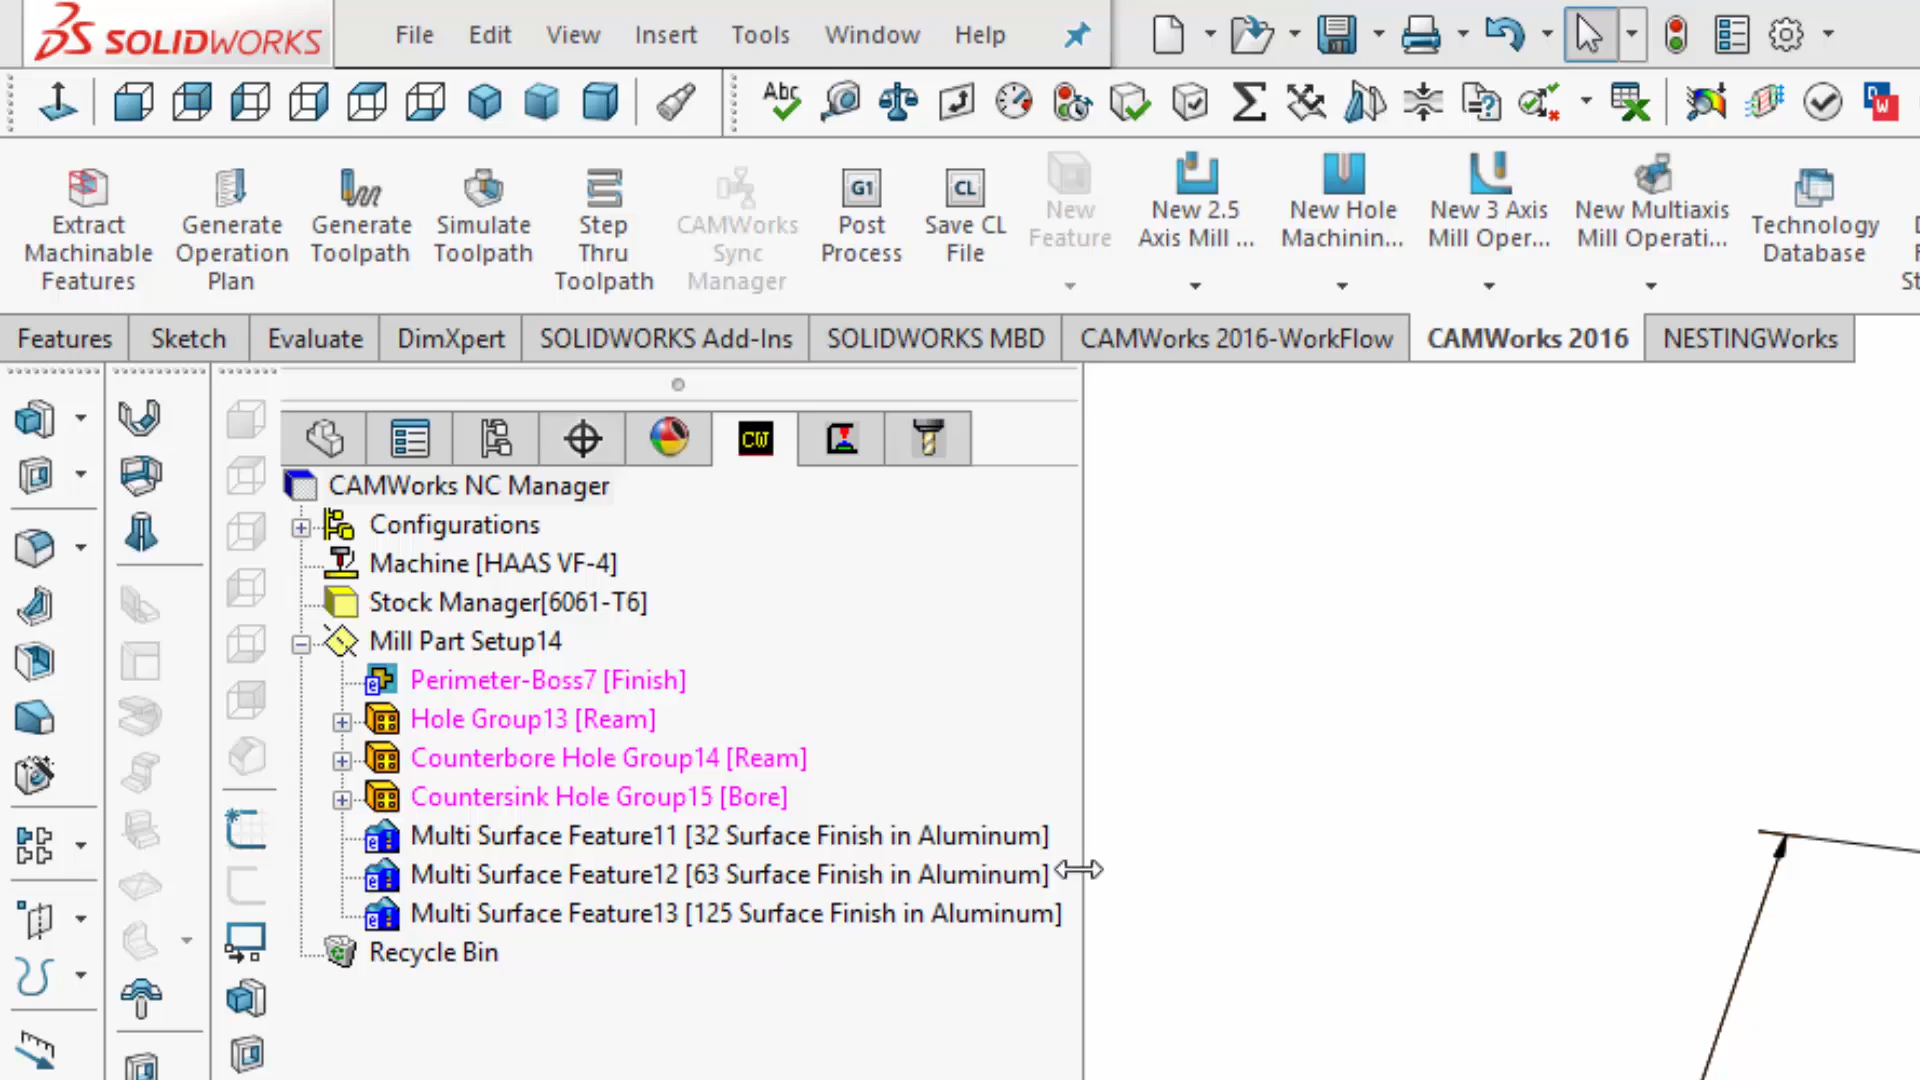 SOLIDWORKS File Edit View Insert Tools Window Help
Abc
Extract Machinable Features
Generate Operation Plan
Generate Toolpath
Simulate Toolpath
Step Thru Toolpath
CAMWorks Sync Manager
G1
Post Process
CL
Save CL File
New Feature
New 2.5 Axis Mill ...
New Hole Machinin...
New 3 Axis Mill Oper...
New Multiaxis Mill Operati...
Technology Database
Features Sketch Evaluate DimXpert SOLIDWORKS Add-Ins SOLIDWORKS MBD CAMWorks 2016-WorkFlow CAMWorks 2016 NESTINGWorks
CW
CAMWorks NC Manager
Configurations
Machine [HAAS VF-4]
Stock Manager[6061-T6]
Mill Part Setup14
Perimeter-Boss7 [Finish]
Hole Group13 [Ream]
Counterbore Hole Group14 [Ream]
Countersink Hole Group15 [Bore]
Multi Surface Feature11 [32 Surface Finish in Aluminum]
Multi Surface Feature12 [63 Surface Finish in Aluminum]
Multi Surface Feature13 [125 Surface Finish in Aluminum]
Recycle Bin